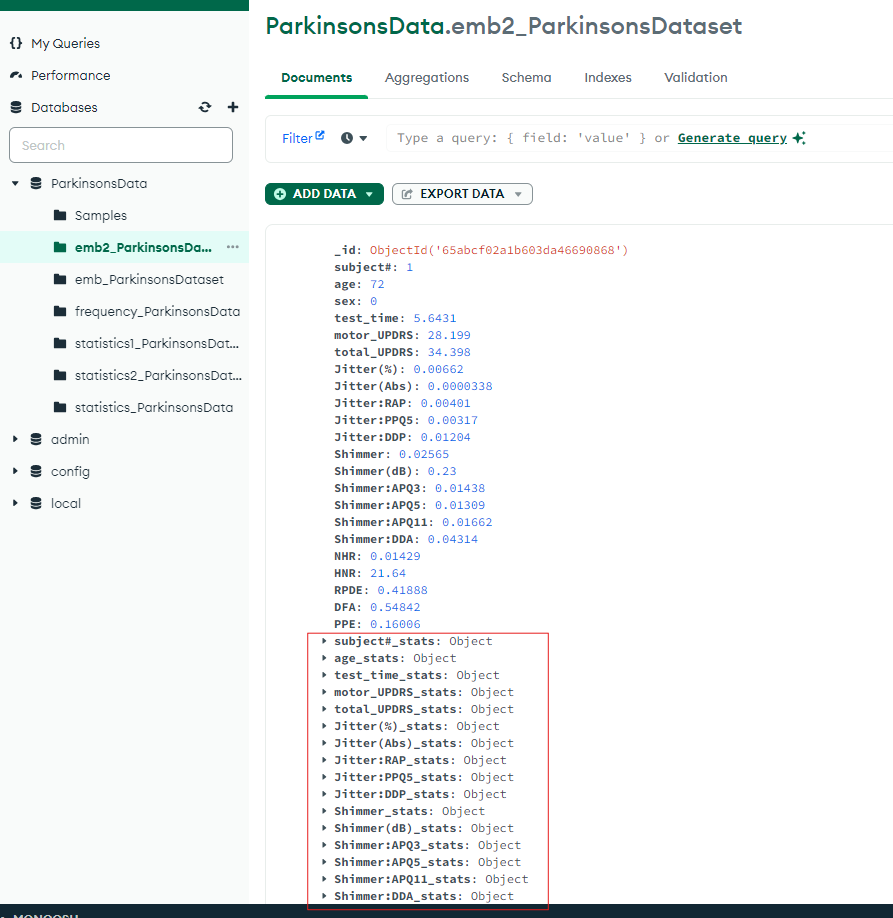 My Queries
Performance
Databases
Search
ParkinsonsData
Samples
emb2_ParkinsonsDa...
emb_ParkinsonsDataset
frequency_ParkinsonsData
statistics1_ParkinsonsDat...
statistics2_ParkinsonsDat...
statistics_ParkinsonsData
admin
config
local
ParkinsonsData.emb2_ParkinsonsDataset
Documents Aggregations Schema Indexes Validation
Filter Type a query: { field: 'value' } or Generate query
ADD DATA EXPORT DATA
_id: ObjectId('65abcf02a1b603da46690868')
subject#: 1
age: 72
sex: 0
test_time: 5.6431
motor_UPDRS: 28.199
total_UPDRS: 34.398
Jitter(%): 0.00662
Jitter(Abs): 0.0000338
Jitter:RAP: 0.00401
Jitter:PPQ5: 0.00317
Jitter:DDP: 0.01204
Shimmer: 0.02565
Shimmer(dB): 0.23
Shimmer:APQ3: 0.01438
Shimmer:APQ5: 0.01309
Shimmer:APQ11: 0.01662
Shimmer:DDA: 0.04314
NHR: 0.01429
HNR: 21.64
RPDE: 0.41888
DFA: 0.54842
PPE: 0.16006
subject#_stats: Object
age_stats: Object
test_time_stats: Object
motor_UPDRS_stats: Object
total_UPDRS_stats: Object
Jitter(%)_stats: Object
Jitter(Abs)_stats: Object
Jitter:RAP_stats: Object
Jitter:PPQ5_stats: Object
Jitter:DDP_stats: Object
Shimmer_stats: Object
Shimmer(dB)_stats: Object
Shimmer:APQ3_stats: Object
Shimmer:APQ5_stats: Object
Shimmer:APQ11_stats: Object
Shimmer:DDA_stats: Object